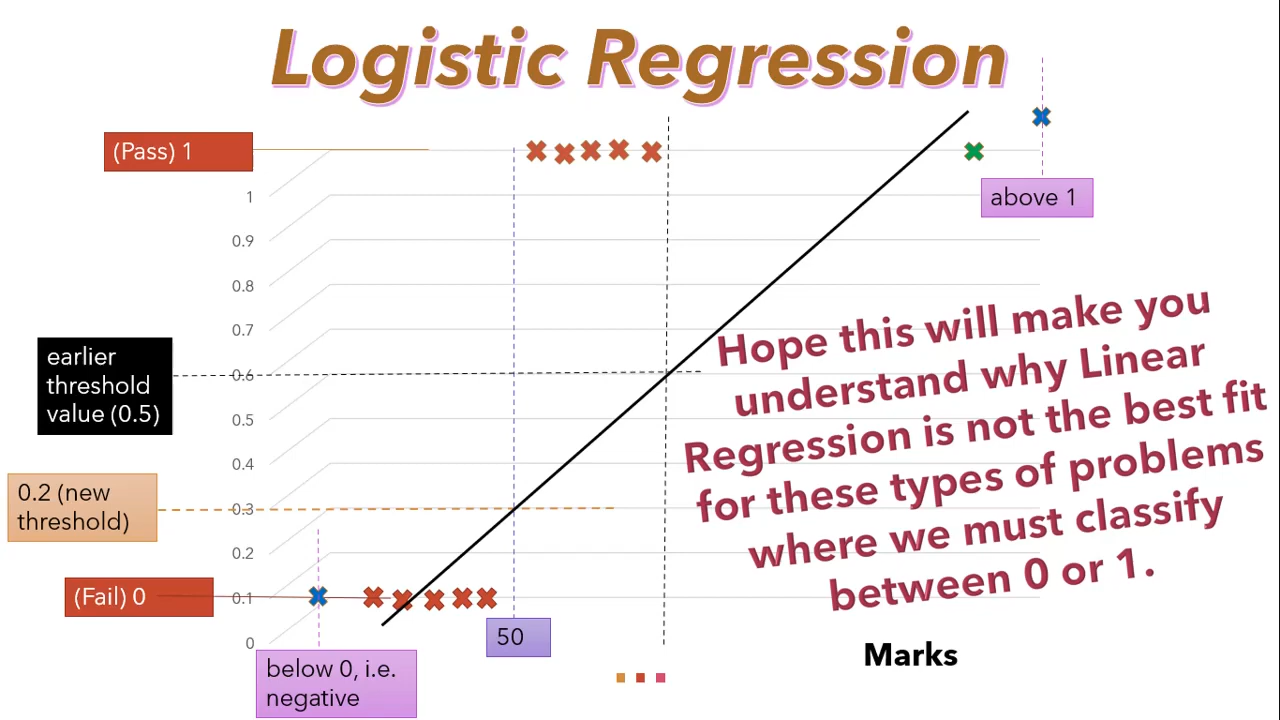 Logistic Regression
(Pass) 1
above 1
1
0.9
0.8
0.7
0.6
0.5
0.4
0.3
0.2
0.1
0
earlier
threshold
value (0.5)
0.2 (new
threshold)
(Fail) 0
Hope this will make you
understand why Linear
Regression is not the best fit
for these types of problems
where we must classify
between 0 or 1.
50
below 0, i.e.
negative
Marks